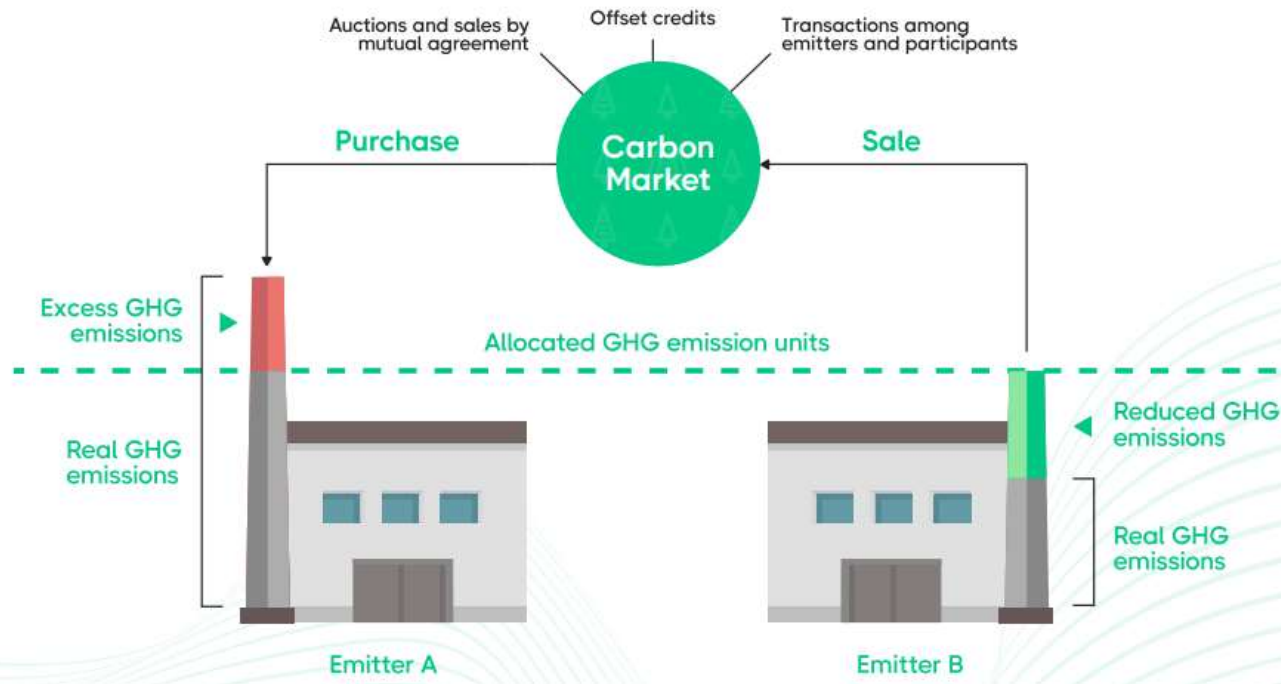 Auctions and sales by
mutual agreement
Offset credits
Transactions among
emitters and participants
Purchase
Carbon
Market
Sale
Excess GHG
emissions
Allocated GHG emission units
Real GHG
emissions
Reduced GHG
emissions
Real GHG
emissions
Emitter A
Emitter B